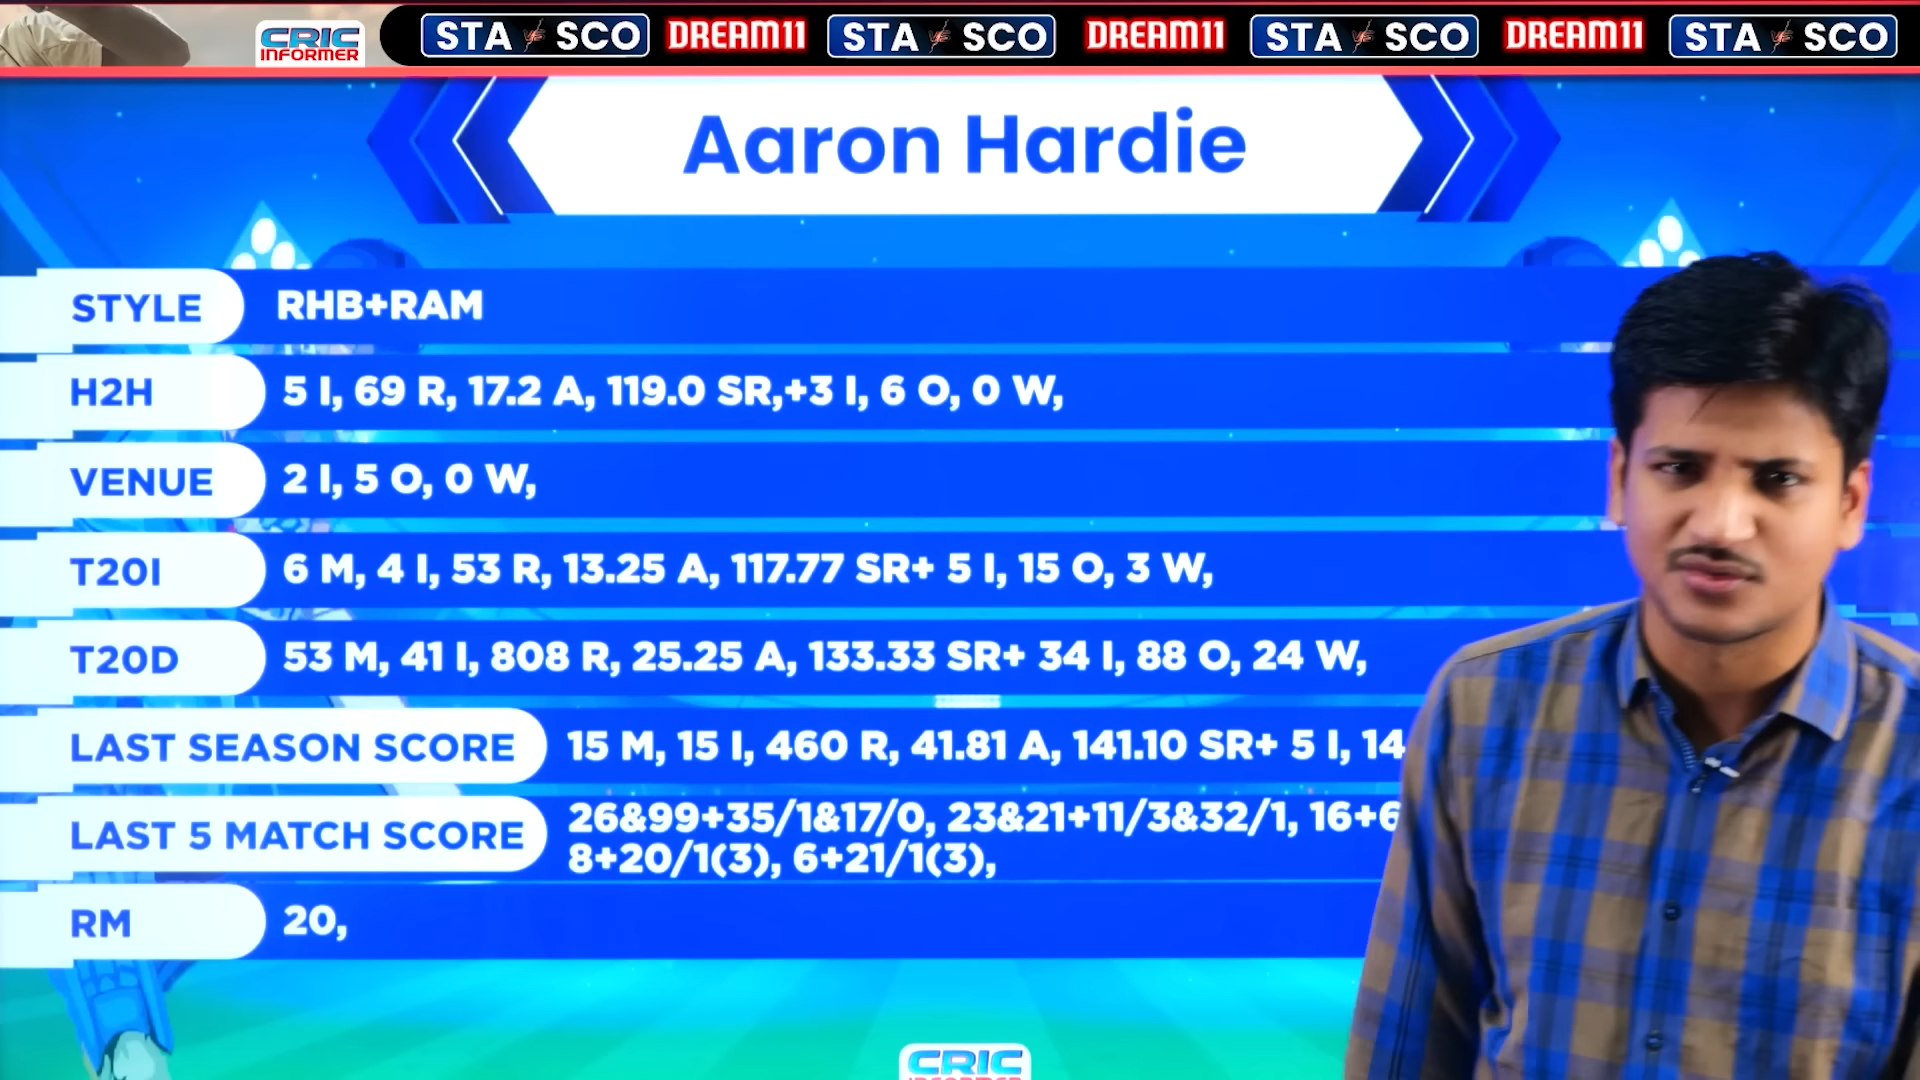 CRIC
INFORMER
STA VS SCO DREAM11 STA VS SCO DREAM11 STA VS SCO DREAM11 STA VS SCO
Aaron Hardie
STYLE RHB+RAM
H2H 5 I, 69 R, 17.2 A, 119.0 SR,+3 I, 6 O, 0 W,
VENUE 2 I, 5 O, 0 W,
T20I 6 M, 4 I, 53 R, 13.25 A, 117.77 SR+ 5 I, 15 O, 3 W,
T20D 53 M, 41 I, 808 R, 25.25 A, 133.33 SR+ 34 I, 88 O, 24 W,
LAST SEASON SCORE 15 M, 15 I, 460 R, 41.81 A, 141.10 SR+ 5 I, 14
LAST 5 MATCH SCORE 26&99+35/1&17/0, 23&21+11/3&32/1, 16+6
8+20/1(3), 6+21/1(3),
RM 20,
CRIC
INFORMER